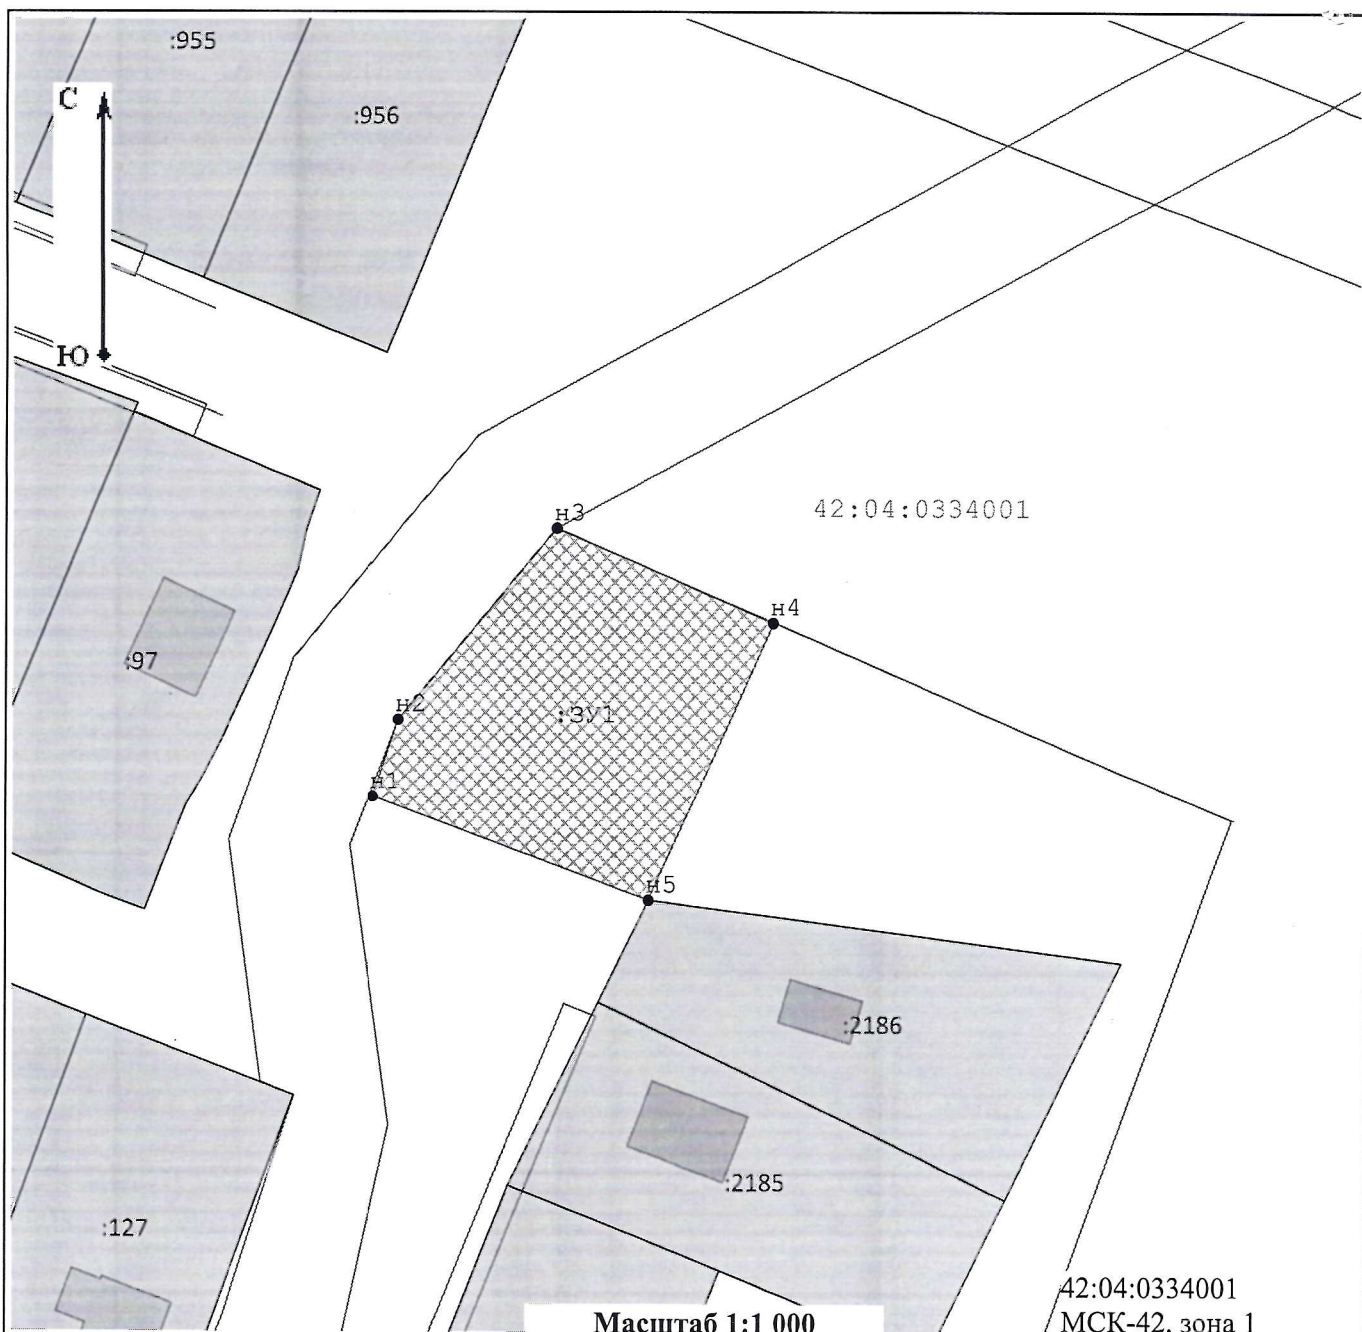 :955
С
:956
Ю
н3
42:04:0334001
н4
:97
н2
:ЗУ1
н1
н5
:2186
:2185
:127
42:04:0334001
Масштаб 1:1 000
МСК-42, зона 1